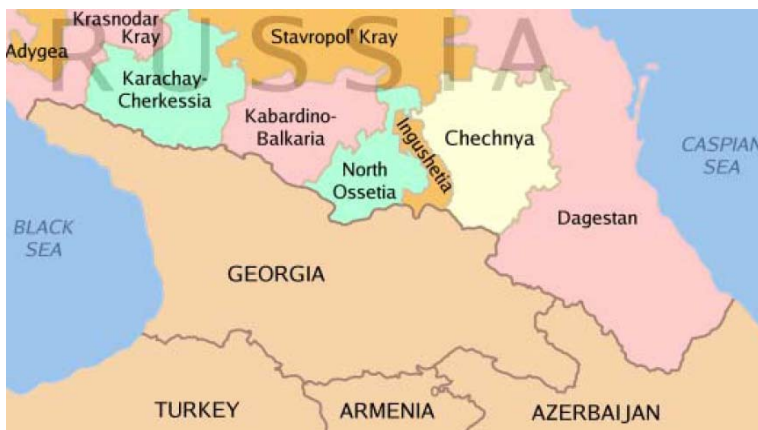 RUSSIA
Krasnodar
Kray
Stavropol' Kray
Adygea
Karachay-
Cherkessia
Kabardino-
Balkaria
Ingushetia
Chechnya
CASPIAN
SEA
North
Ossetia
Dagestan
BLACK
SEA
GEORGIA
TURKEY
ARMENIA
AZERBAIJAN